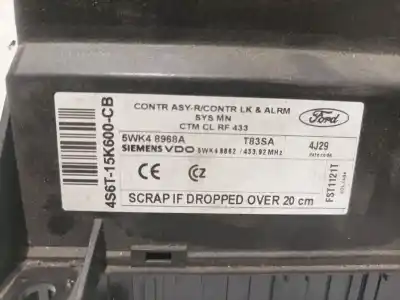 CONTR ASY-R/CONTR LK & ALRM
SYS MN
CTM CL RF 433
Ford
4S6T-15K600-CB
5WK4 8968A
T83SA
4J29
SIEMENS VDO 5WK4 8862 / 433,92 MHz
CE
CZ
FST1121T
SCRAP IF DROPPED OVER 20 cm